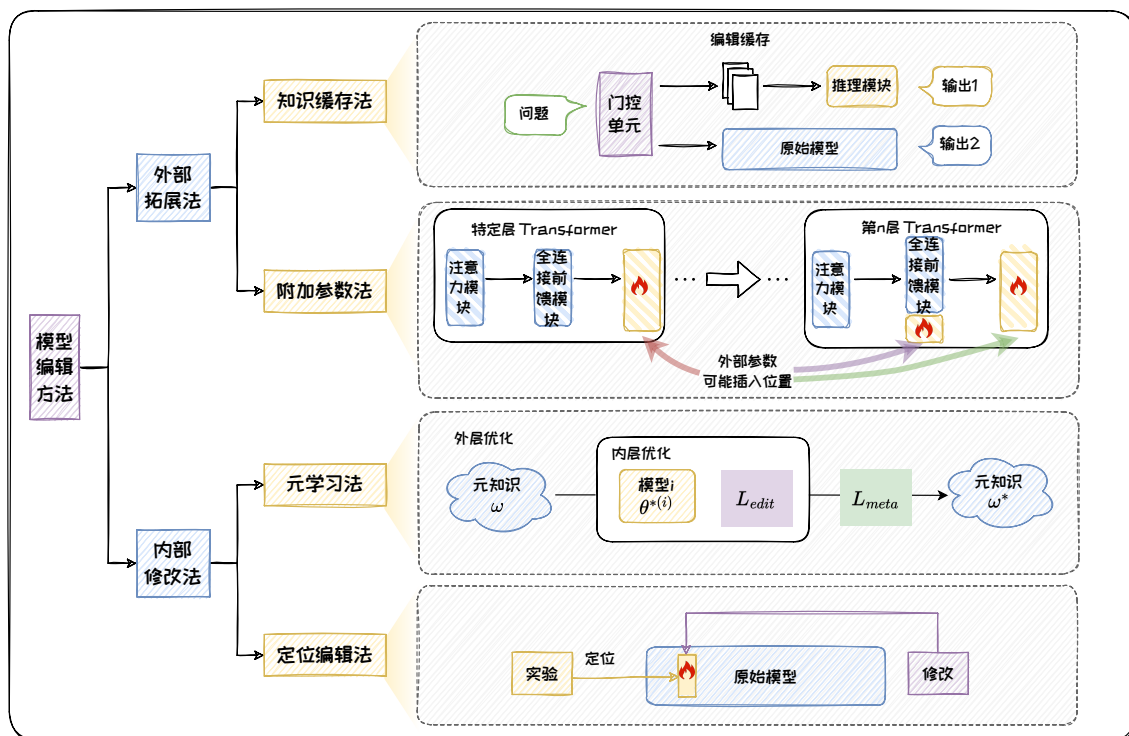 模型
编辑
方法
外部
拓展法
内部
修改法
知识缓存法
附加参数法
元学习法
定位编辑法
编辑缓存
问题
门控
单元
推理模块
输出1
原始模型
输出2
特定层 Transformer
注意
力模
块
全连
接前
馈模
块
...
...
第n层 Transformer
注意
力模
块
全连
接前
馈模
块
外部参数
可能插入位置
外层优化
元知识
ω
内层优化
模型i
θ*(i)
L_edit
L_meta
元知识
ω*
实验
定位
原始模型
修改